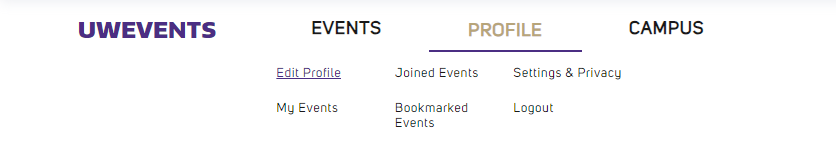 UWEVENTS EVENTS PROFILE CAMPUS
Edit Profile Joined Events Settings & Privacy
My Events Bookmarked Logout
Events